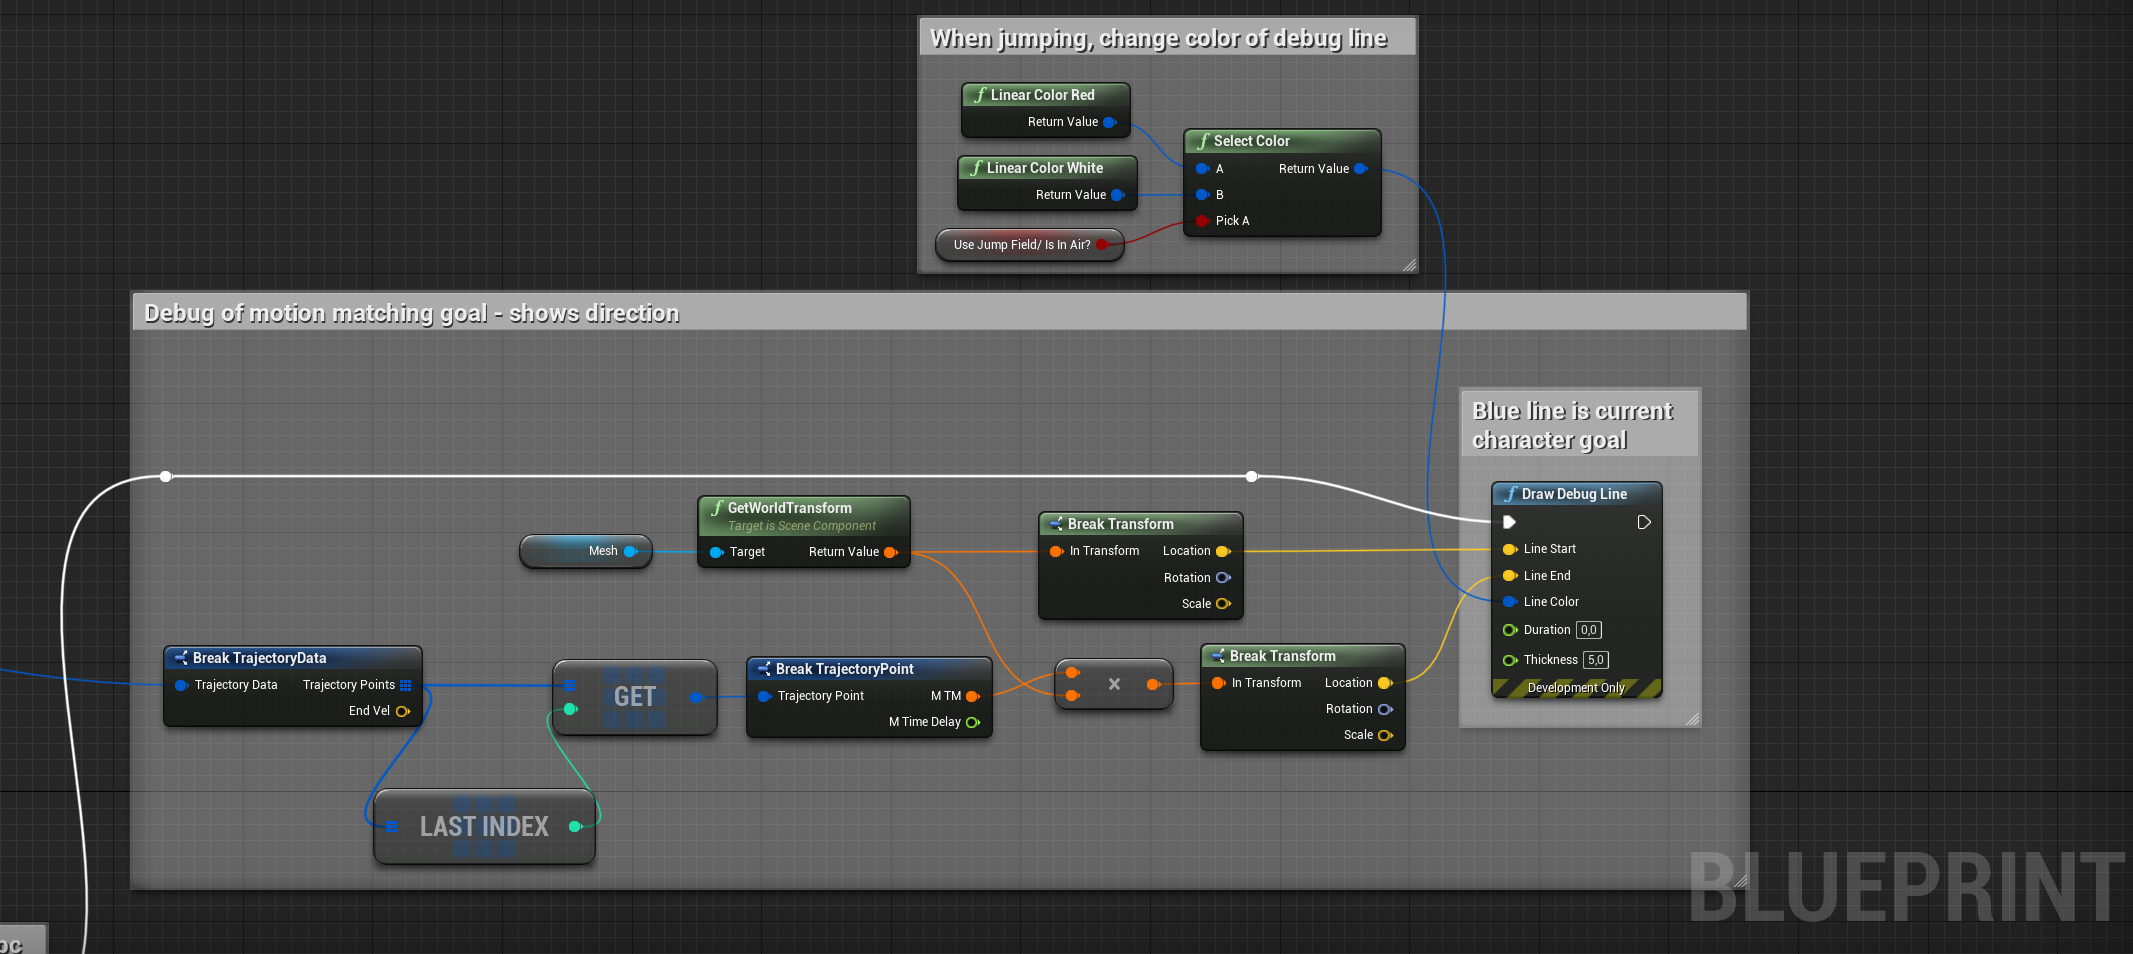 When jumping, change color of debug line
Linear Color Red
Return Value
Linear Color White
Return Value
Use Jump Field/ Is In Air?
Select Color
A Return Value
B
Pick A
Debug of motion matching goal - shows direction
Blue line is current
character goal
Mesh
GetWorldTransform
Target is Scene Component
Target Return Value
Break Transform
In Transform Location
Rotation
Scale
Draw Debug Line
Line Start
Line End
Line Color
Duration 0,0
Thickness 5,0
Development Only
Break TrajectoryData
Trajectory Data Trajectory Points
End Vel
GET
Break TrajectoryPoint
Trajectory Point M TM
M Time Delay
×
Break Transform
In Transform Location
Rotation
Scale
LAST INDEX
BLUEPRINT